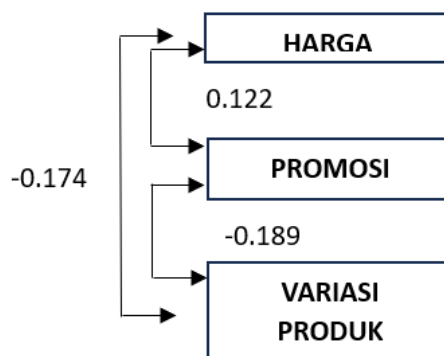 HARGA
0.122
-0.174
PROMOSI
-0.189
VARIASI
PRODUK